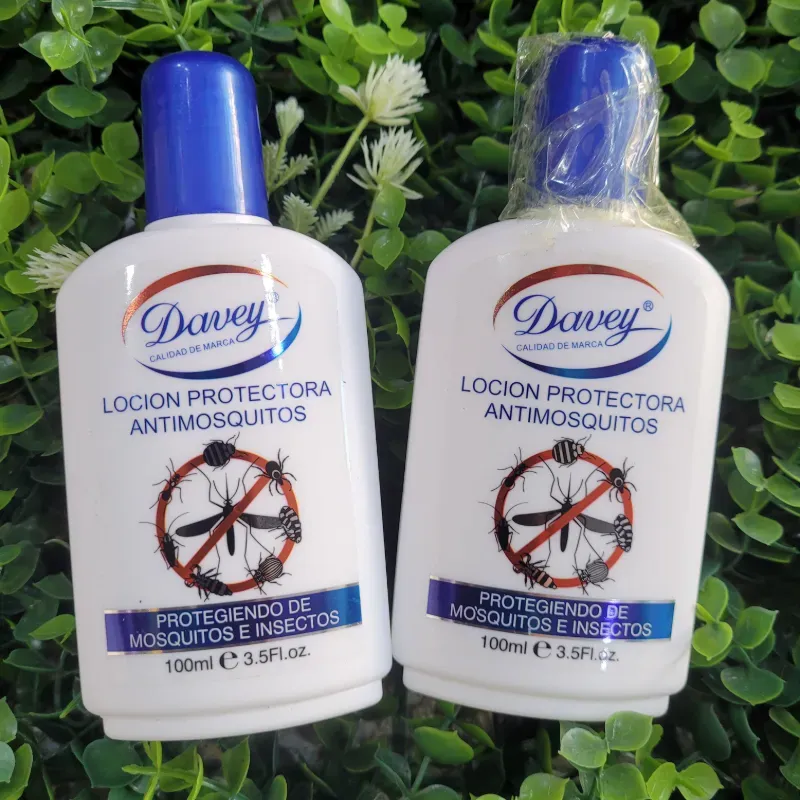 Davey®
CALIDAD DE MARCA
LOCION PROTECTORA
ANTIMOSQUITOS
PROTEGIENDO DE
MOSQUITOS E INSECTOS
100ml ℮ 3.5Fl.oz.
Davey®
CALIDAD DE MARCA
LOCION PROTECTORA
ANTIMOSQUITOS
PROTEGIENDO DE
MOSQUITOS E INSECTOS
100ml ℮ 3.5Fl.oz.